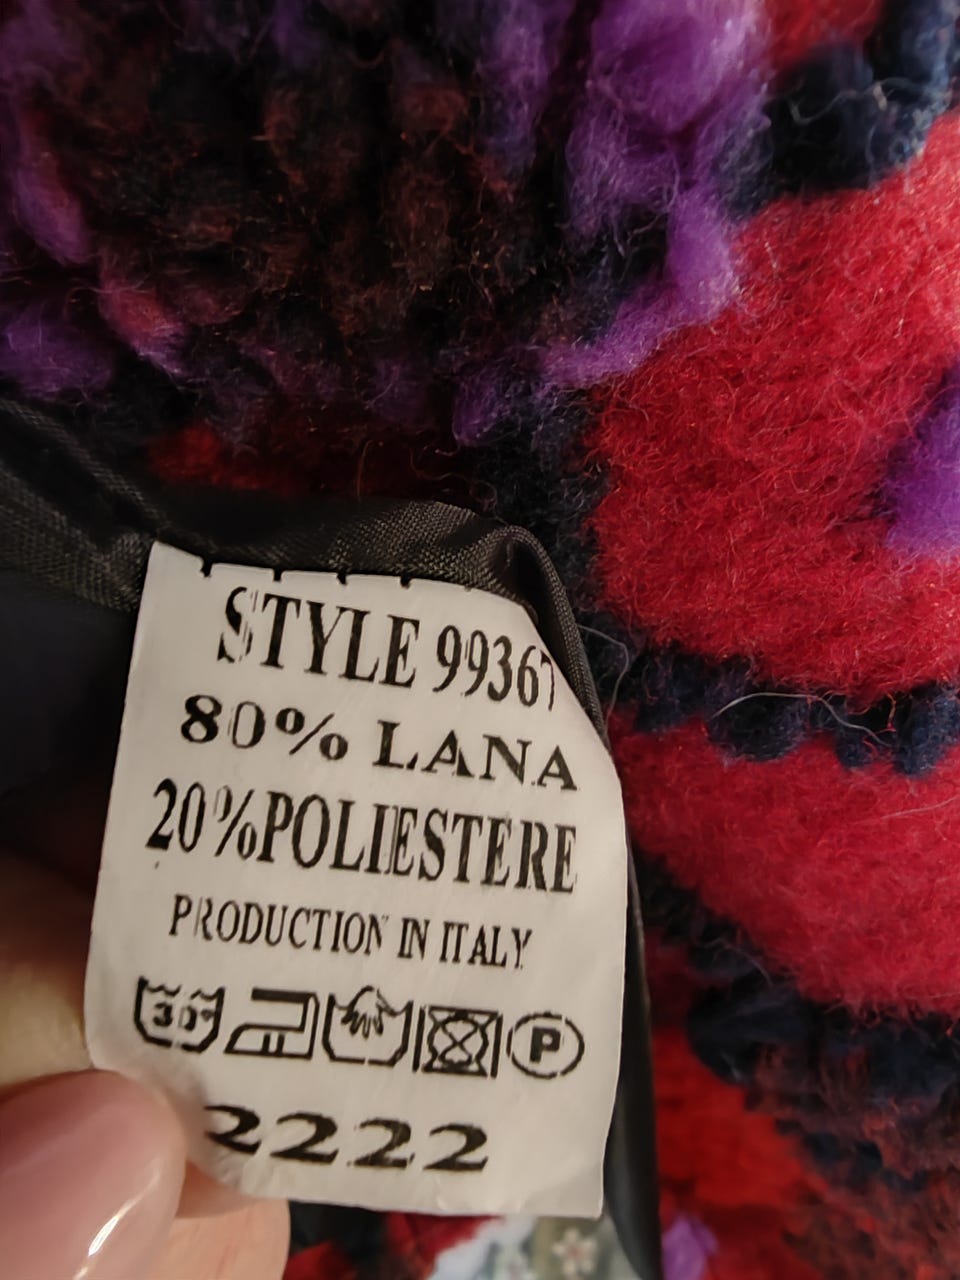 STYLE 99367
80% LANA
20%POLIESTERE
PRODUCTION IN ITALY
30° P
2222